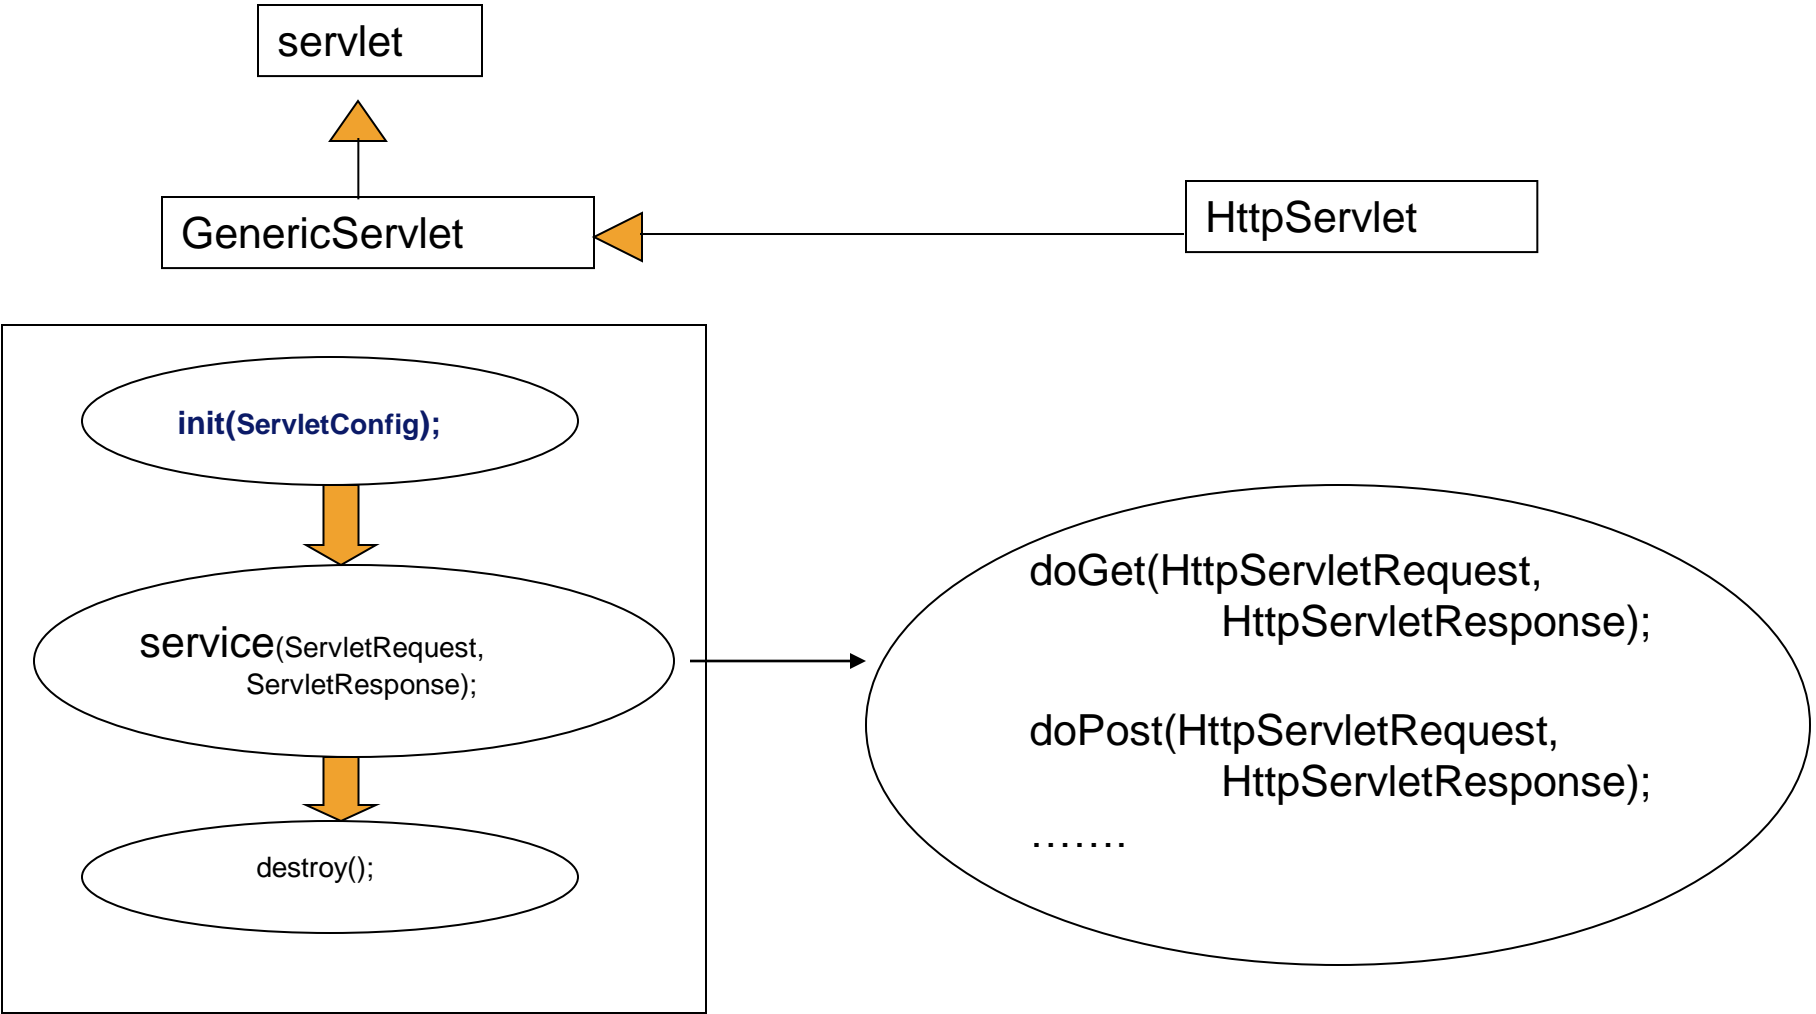 servlet
GenericServlet
HttpServlet
init(ServletConfig);
service(ServletRequest,
ServletResponse);
destroy();
doGet(HttpServletRequest,
HttpServletResponse);
doPost(HttpServletRequest,
HttpServletResponse);
…….